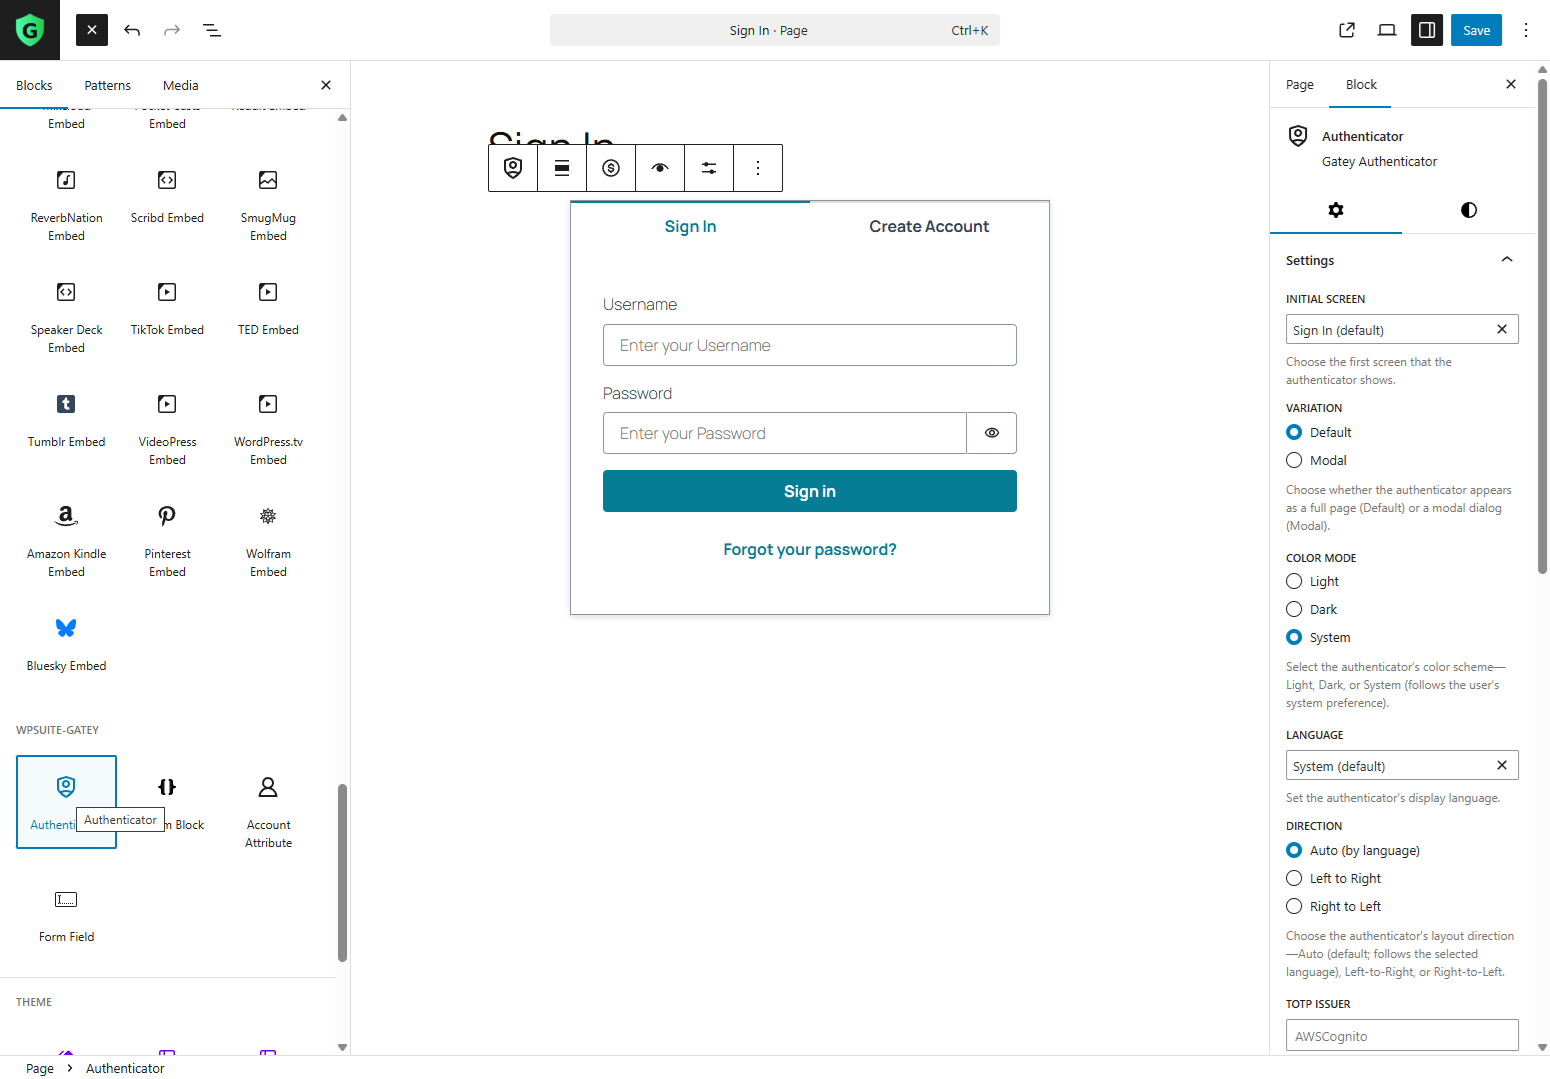 G
Sign In · Page
Ctrl+K
Save
Blocks
Patterns
Media
Embed
Embed
ReverbNation
Embed
Scribd Embed
SmugMug
Embed
Speaker Deck
Embed
TikTok Embed
TED Embed
t
Tumblr Embed
VideoPress
Embed
WordPress.tv
Embed
a
Amazon Kindle
Embed
Pinterest
Embed
Wolfram
Embed
Bluesky Embed
WPSUITE-GATEY
Authenti
Authenticator
m Block
Account
Attribute
Form Field
THEME
Page
Authenticator
Sign In
Sign In
Create Account
Username
Enter your Username
Password
Enter your Password
Sign in
Forgot your password?
Page
Block
Authenticator
Gatey Authenticator
Settings
INITIAL SCREEN
Sign In (default)
Choose the first screen that the
authenticator shows.
VARIATION
Default
Modal
Choose whether the authenticator appears
as a full page (Default) or a modal dialog
(Modal).
COLOR MODE
Light
Dark
System
Select the authenticator's color scheme—
Light, Dark, or System (follows the user's
system preference).
LANGUAGE
System (default)
Set the authenticator's display language.
DIRECTION
Auto (by language)
Left to Right
Right to Left
Choose the authenticator's layout direction
—Auto (default; follows the selected
language), Left-to-Right, or Right-to-Left.
TOTP ISSUER
AWSCognito